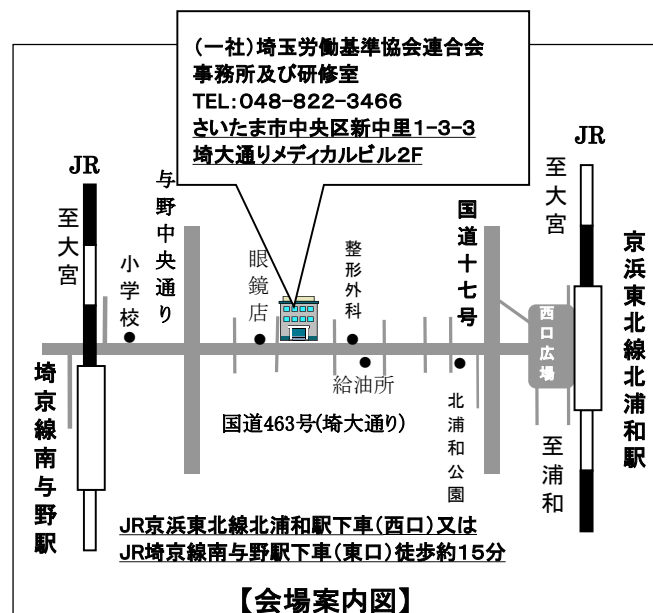 (一社)埼玉労働基準協会連合会
事務所及び研修室
TEL:048-822-3466
さいたま市中央区新中里1-3-3
埼大通りメディカルビル2F
JR
至大宮
小学校
埼京線南与野駅
与野中央通り
眼鏡店
整形外科
給油所
国道463号(埼大通り)
国道十七号
北浦和公園
JR
至大宮
西口広場
至浦和
京浜東北線北浦和駅
JR京浜東北線北浦和駅下車(西口)又は
JR埼京線南与野駅下車(東口)徒歩約15分
【会場案内図】